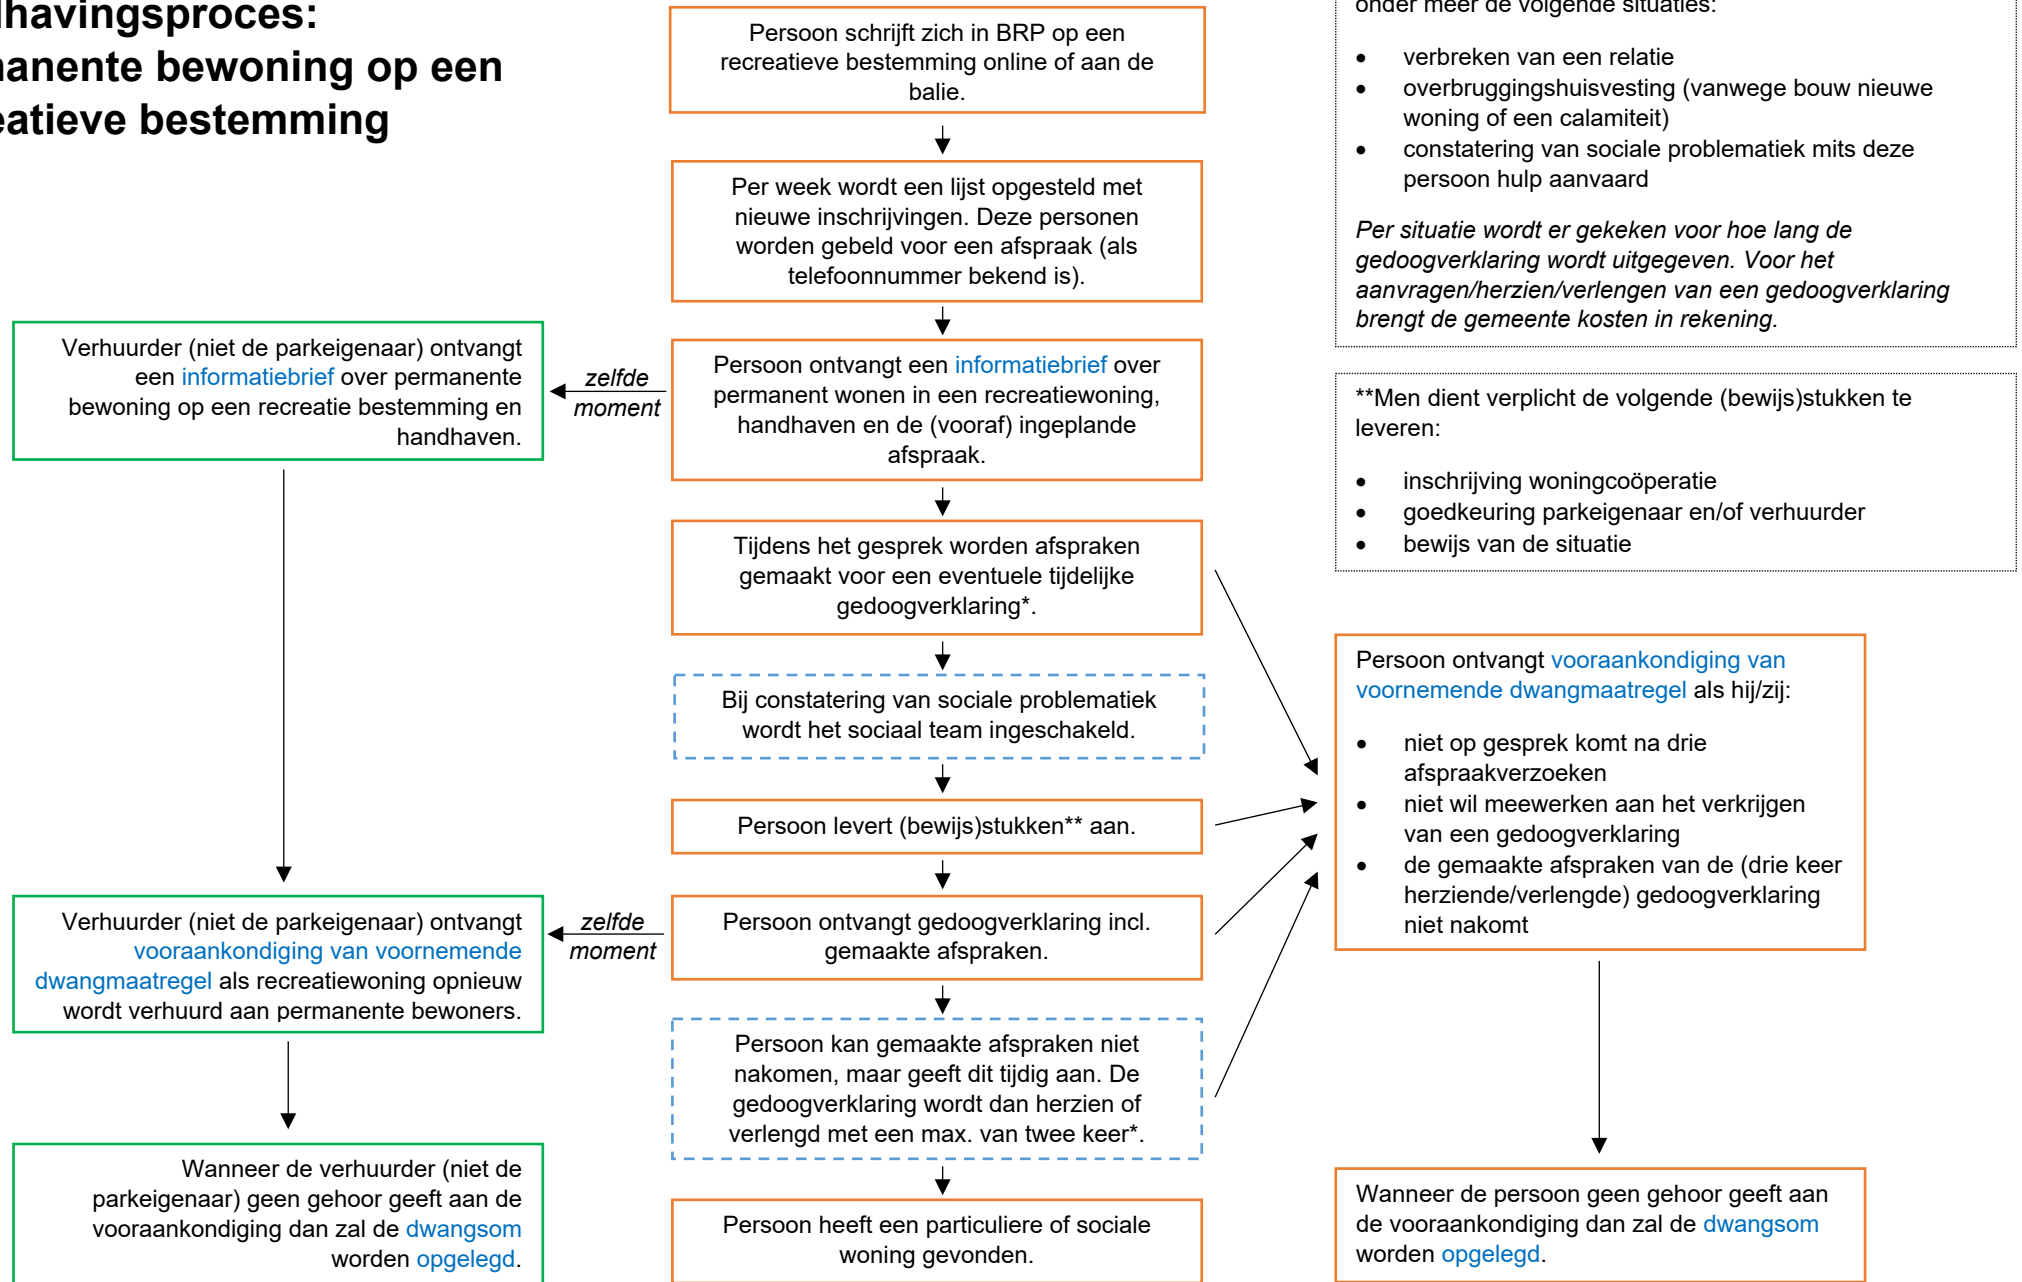 dhavingsproces:
manente bewoning op een
reatieve bestemming
Persoon schrijft zich in BRP op een
recreatieve bestemming online of aan de
balie.
Per week wordt een lijst opgesteld met
nieuwe inschrijvingen. Deze personen
worden gebeld voor een afspraak (als
telefoonnummer bekend is).
Verhuurder (niet de parkeigenaar) ontvangt
een informatiebrief over permanente
bewoning op een recreatie bestemming en
handhaven.
zelfde
moment
Persoon ontvangt een informatiebrief over
permanent wonen in een recreatiewoning,
handhaven en de (vooraf) ingeplande
afspraak.
Tijdens het gesprek worden afspraken
gemaakt voor een eventuele tijdelijke
gedoogverklaring*.
Bij constatering van sociale problematiek
wordt het sociaal team ingeschakeld.
Persoon levert (bewijs)stukken** aan.
Verhuurder (niet de parkeigenaar) ontvangt
vooraankondiging van voornemende
dwangmaatregel als recreatiewoning opnieuw
wordt verhuurd aan permanente bewoners.
zelfde
moment
Persoon ontvangt gedoogverklaring incl.
gemaakte afspraken.
Persoon kan gemaakte afspraken niet
nakomen, maar geeft dit tijdig aan. De
gedoogverklaring wordt dan herzien of
verlengd met een max. van twee keer*.
Wanneer de verhuurder (niet de
parkeigenaar) geen gehoor geeft aan de
vooraankondiging dan zal de dwangsom
worden opgelegd.
Persoon heeft een particuliere of sociale
woning gevonden.
onder meer de volgende situaties:
• verbreken van een relatie
• overbruggingshuisvesting (vanwege bouw nieuwe
woning of een calamiteit)
• constatering van sociale problematiek mits deze
persoon hulp aanvaard
Per situatie wordt er gekeken voor hoe lang de
gedoogverklaring wordt uitgegeven. Voor het
aanvragen/herzien/verlengen van een gedoogverklaring
brengt de gemeente kosten in rekening.
**Men dient verplicht de volgende (bewijs)stukken te
leveren:
• inschrijving woningcoöperatie
• goedkeuring parkeigenaar en/of verhuurder
• bewijs van de situatie
Persoon ontvangt vooraankondiging van
voornemende dwangmaatregel als hij/zij:
• niet op gesprek komt na drie
afspraakverzoeken
• niet wil meewerken aan het verkrijgen
van een gedoogverklaring
• de gemaakte afspraken van de (drie keer
herziende/verlengde) gedoogverklaring
niet nakomt
Wanneer de persoon geen gehoor geeft aan
de vooraankondiging dan zal de dwangsom
worden opgelegd.